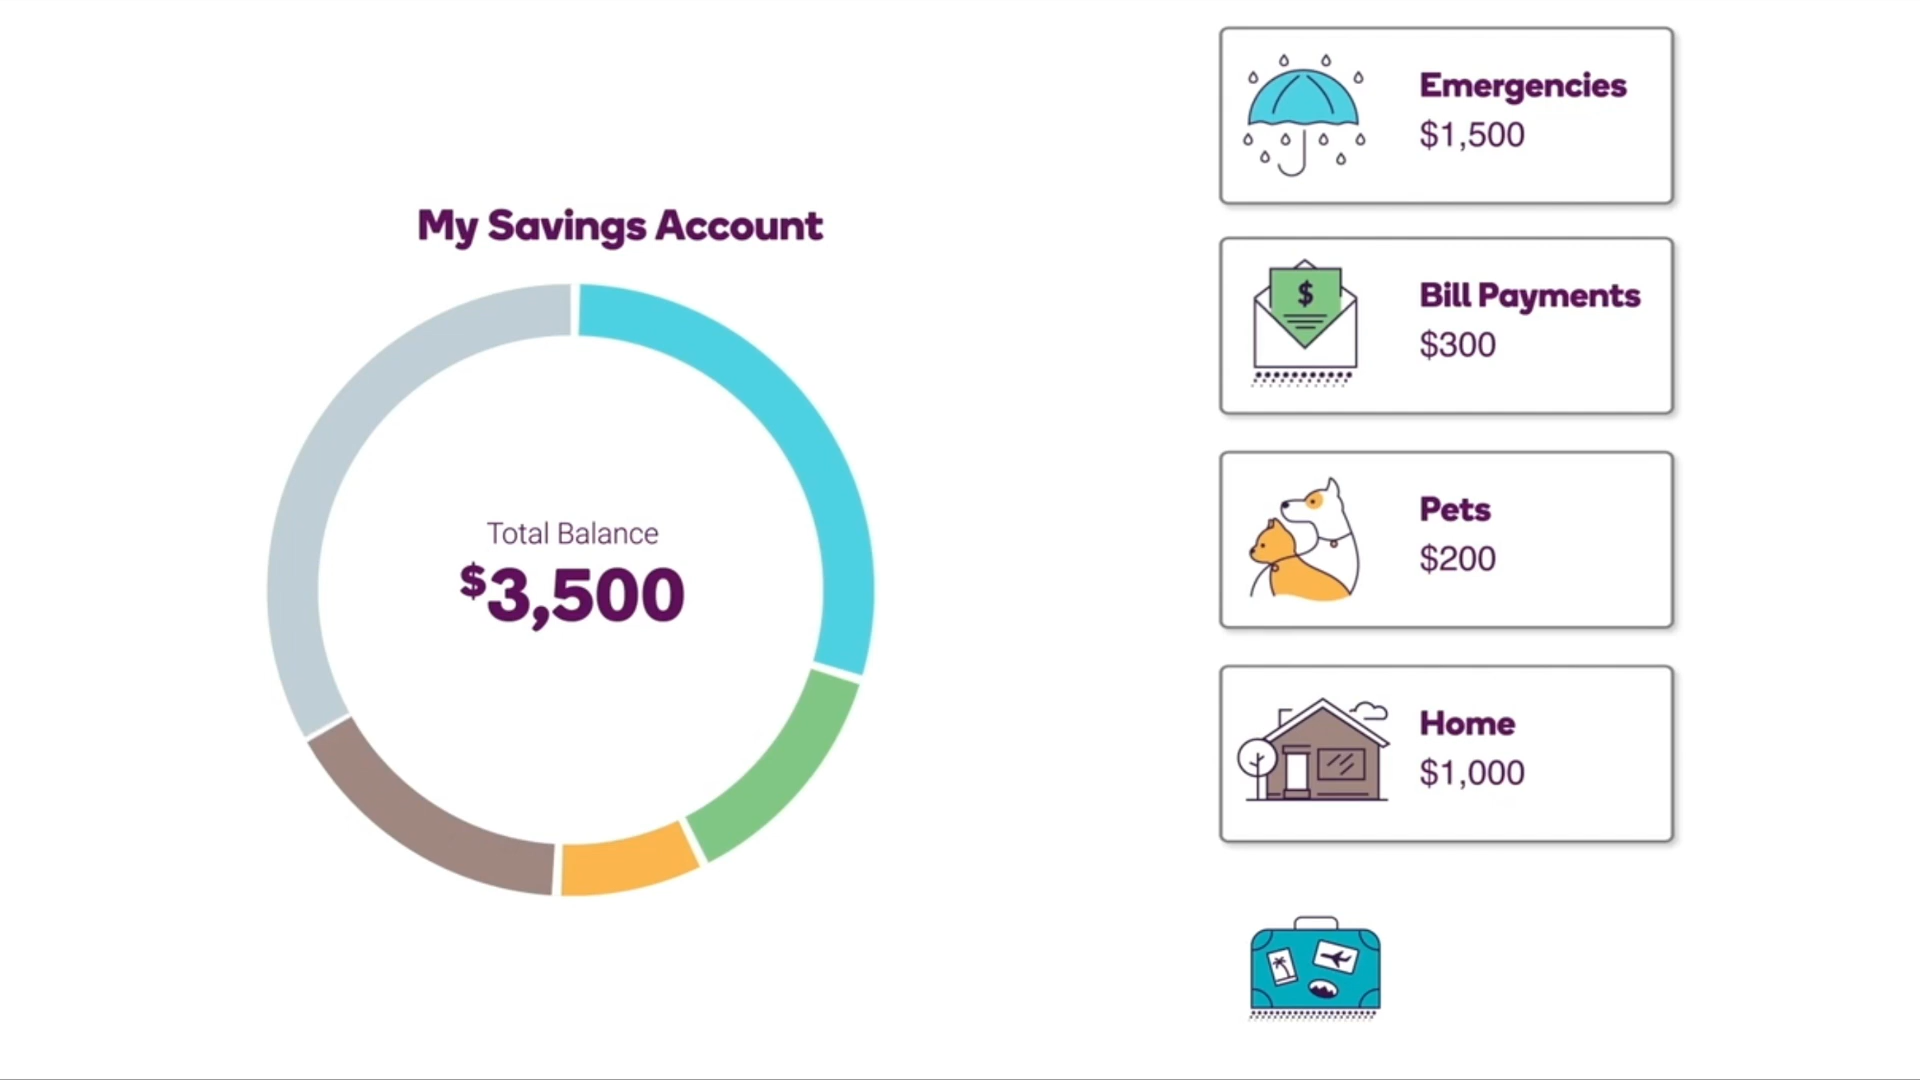 My Savings Account
Total Balance
$3,500
Emergencies
$1,500
Bill Payments
$300
$
Pets
$200
Home
$1,000